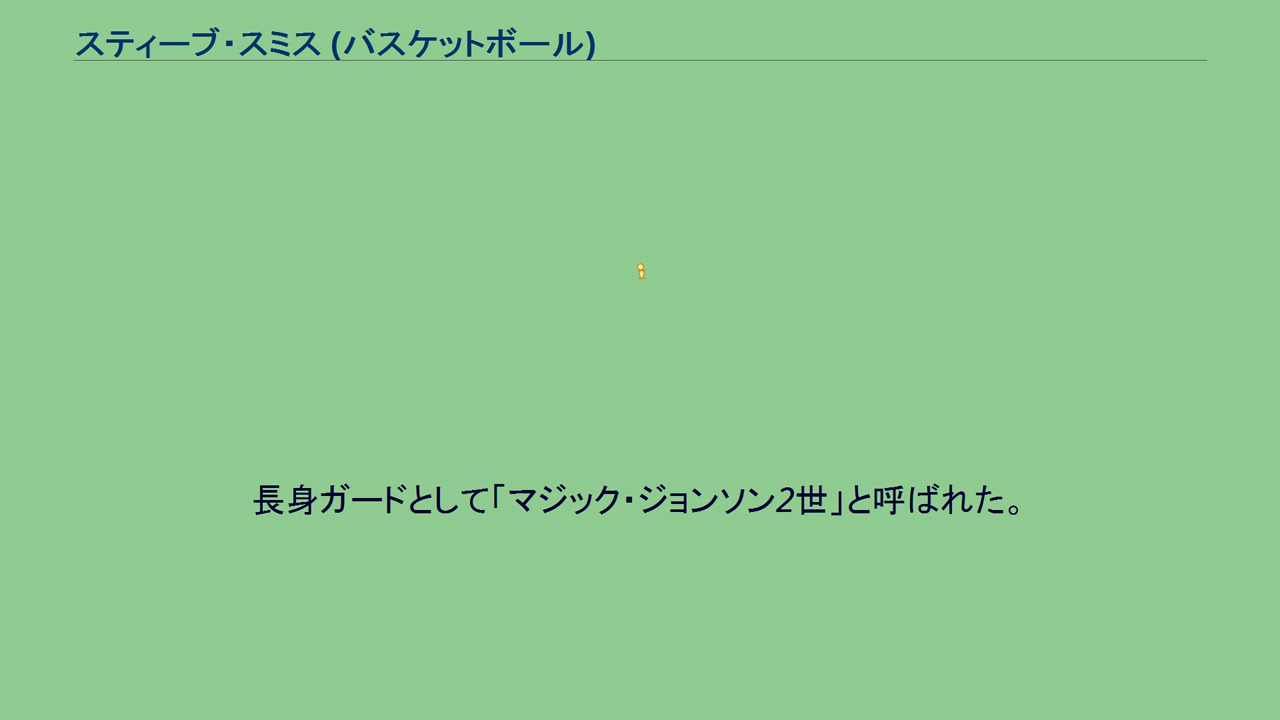 スティーブ・スミス (バスケットボール)
長身ガードとして「マジック・ジョンソン2世」と呼ばれた。